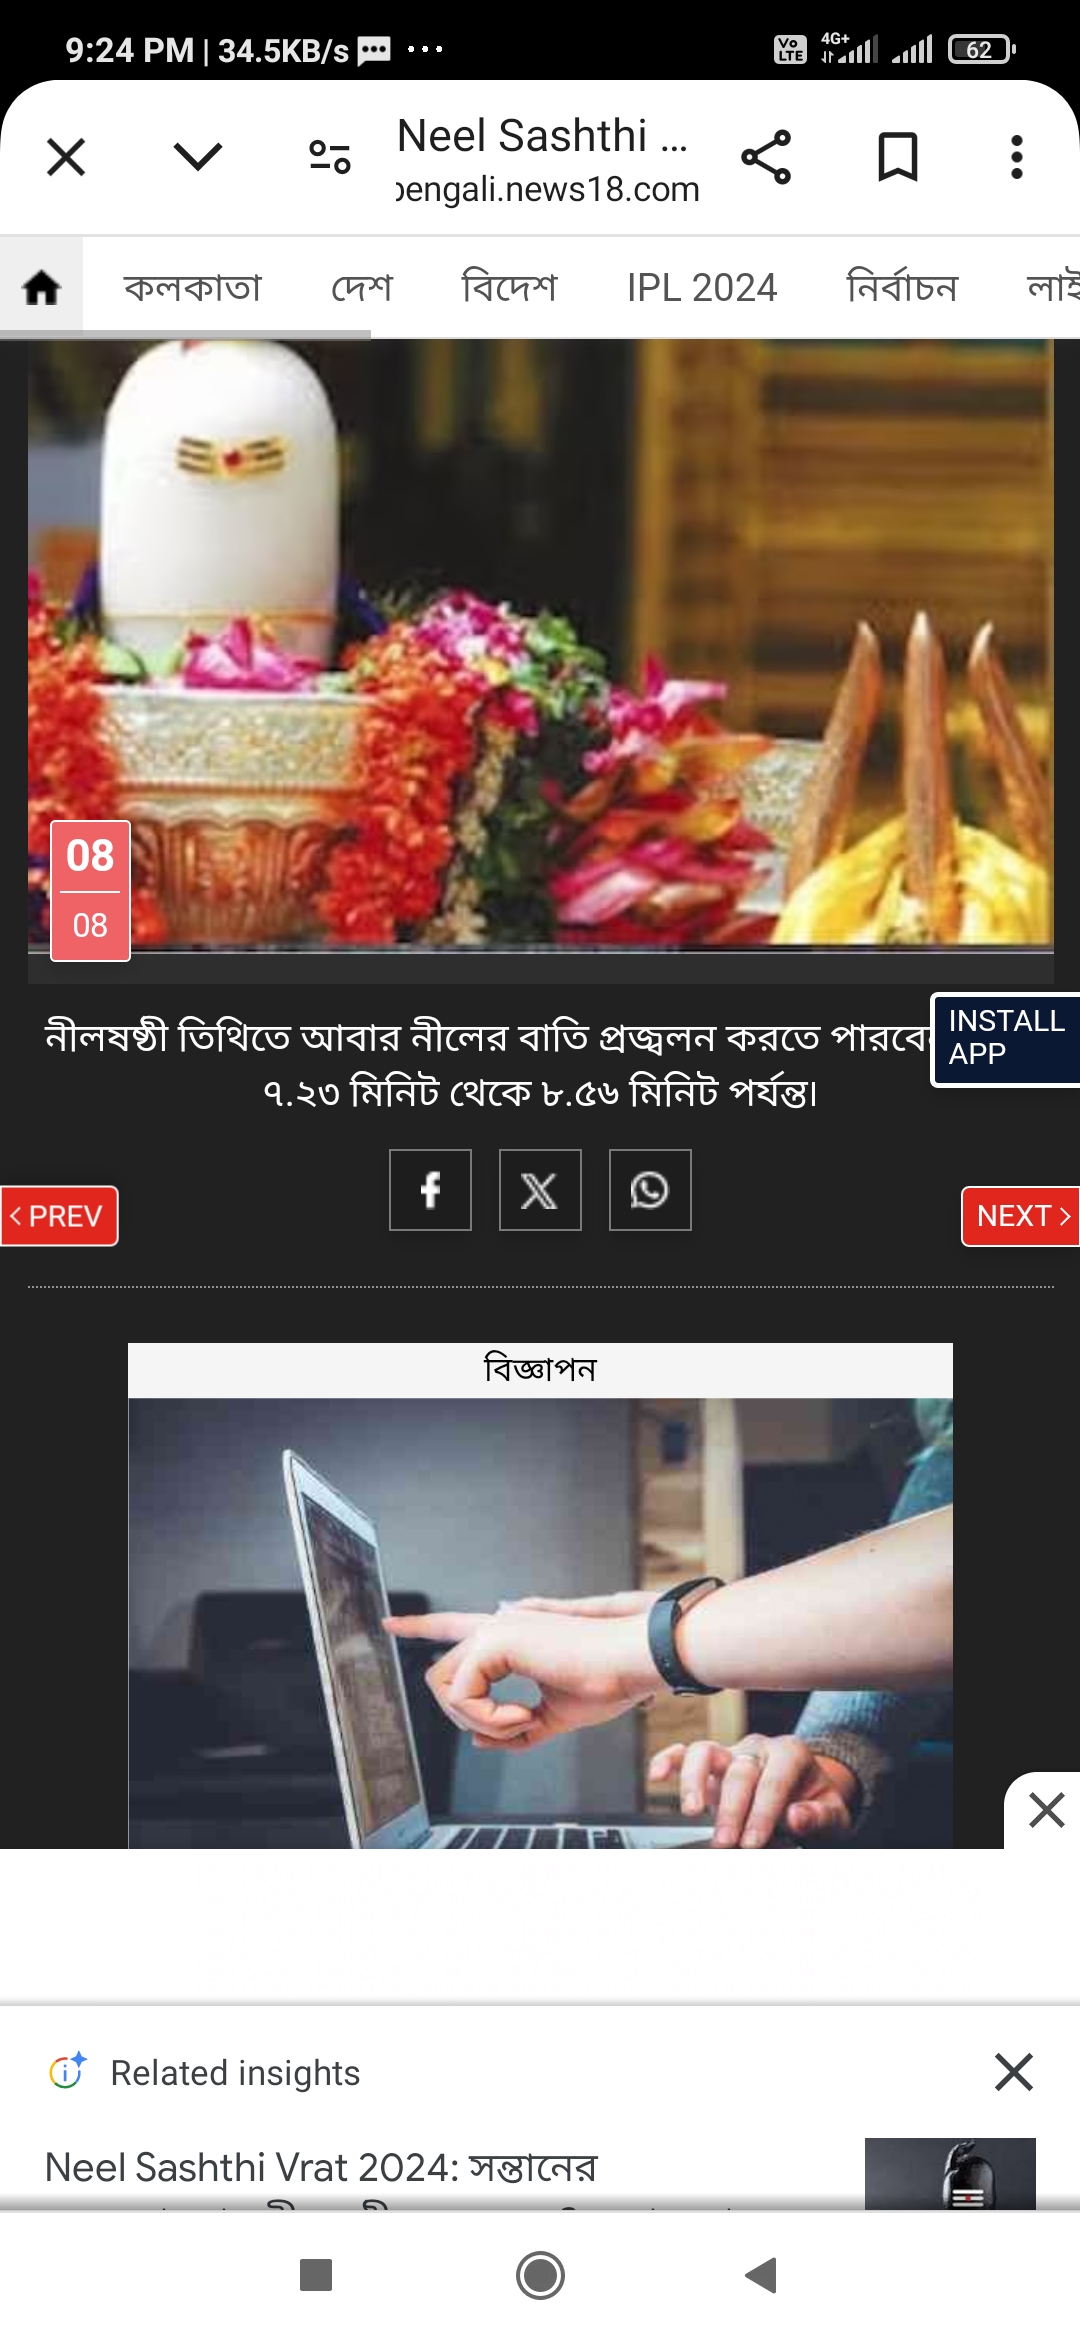 9:24 PM | 34.5KB/s
Vo LTE 4G+ 62
Neel Sashthi ...
bengali.news18.com
কলকাতা দেশ বিদেশ IPL 2024 নির্বাচন
08
08
নীলষষ্ঠী তিথিতে আবার নীলের বাতি প্রজ্বলন করতে
৭.২৩ মিনিট থেকে ৮.৫৬ মিনিট পর্যন্ত।
INSTALL
APP
f X
< PREV
NEXT >
বিজ্ঞাপন
Related insights
Neel Sashthi Vrat 2024: সন্তানের